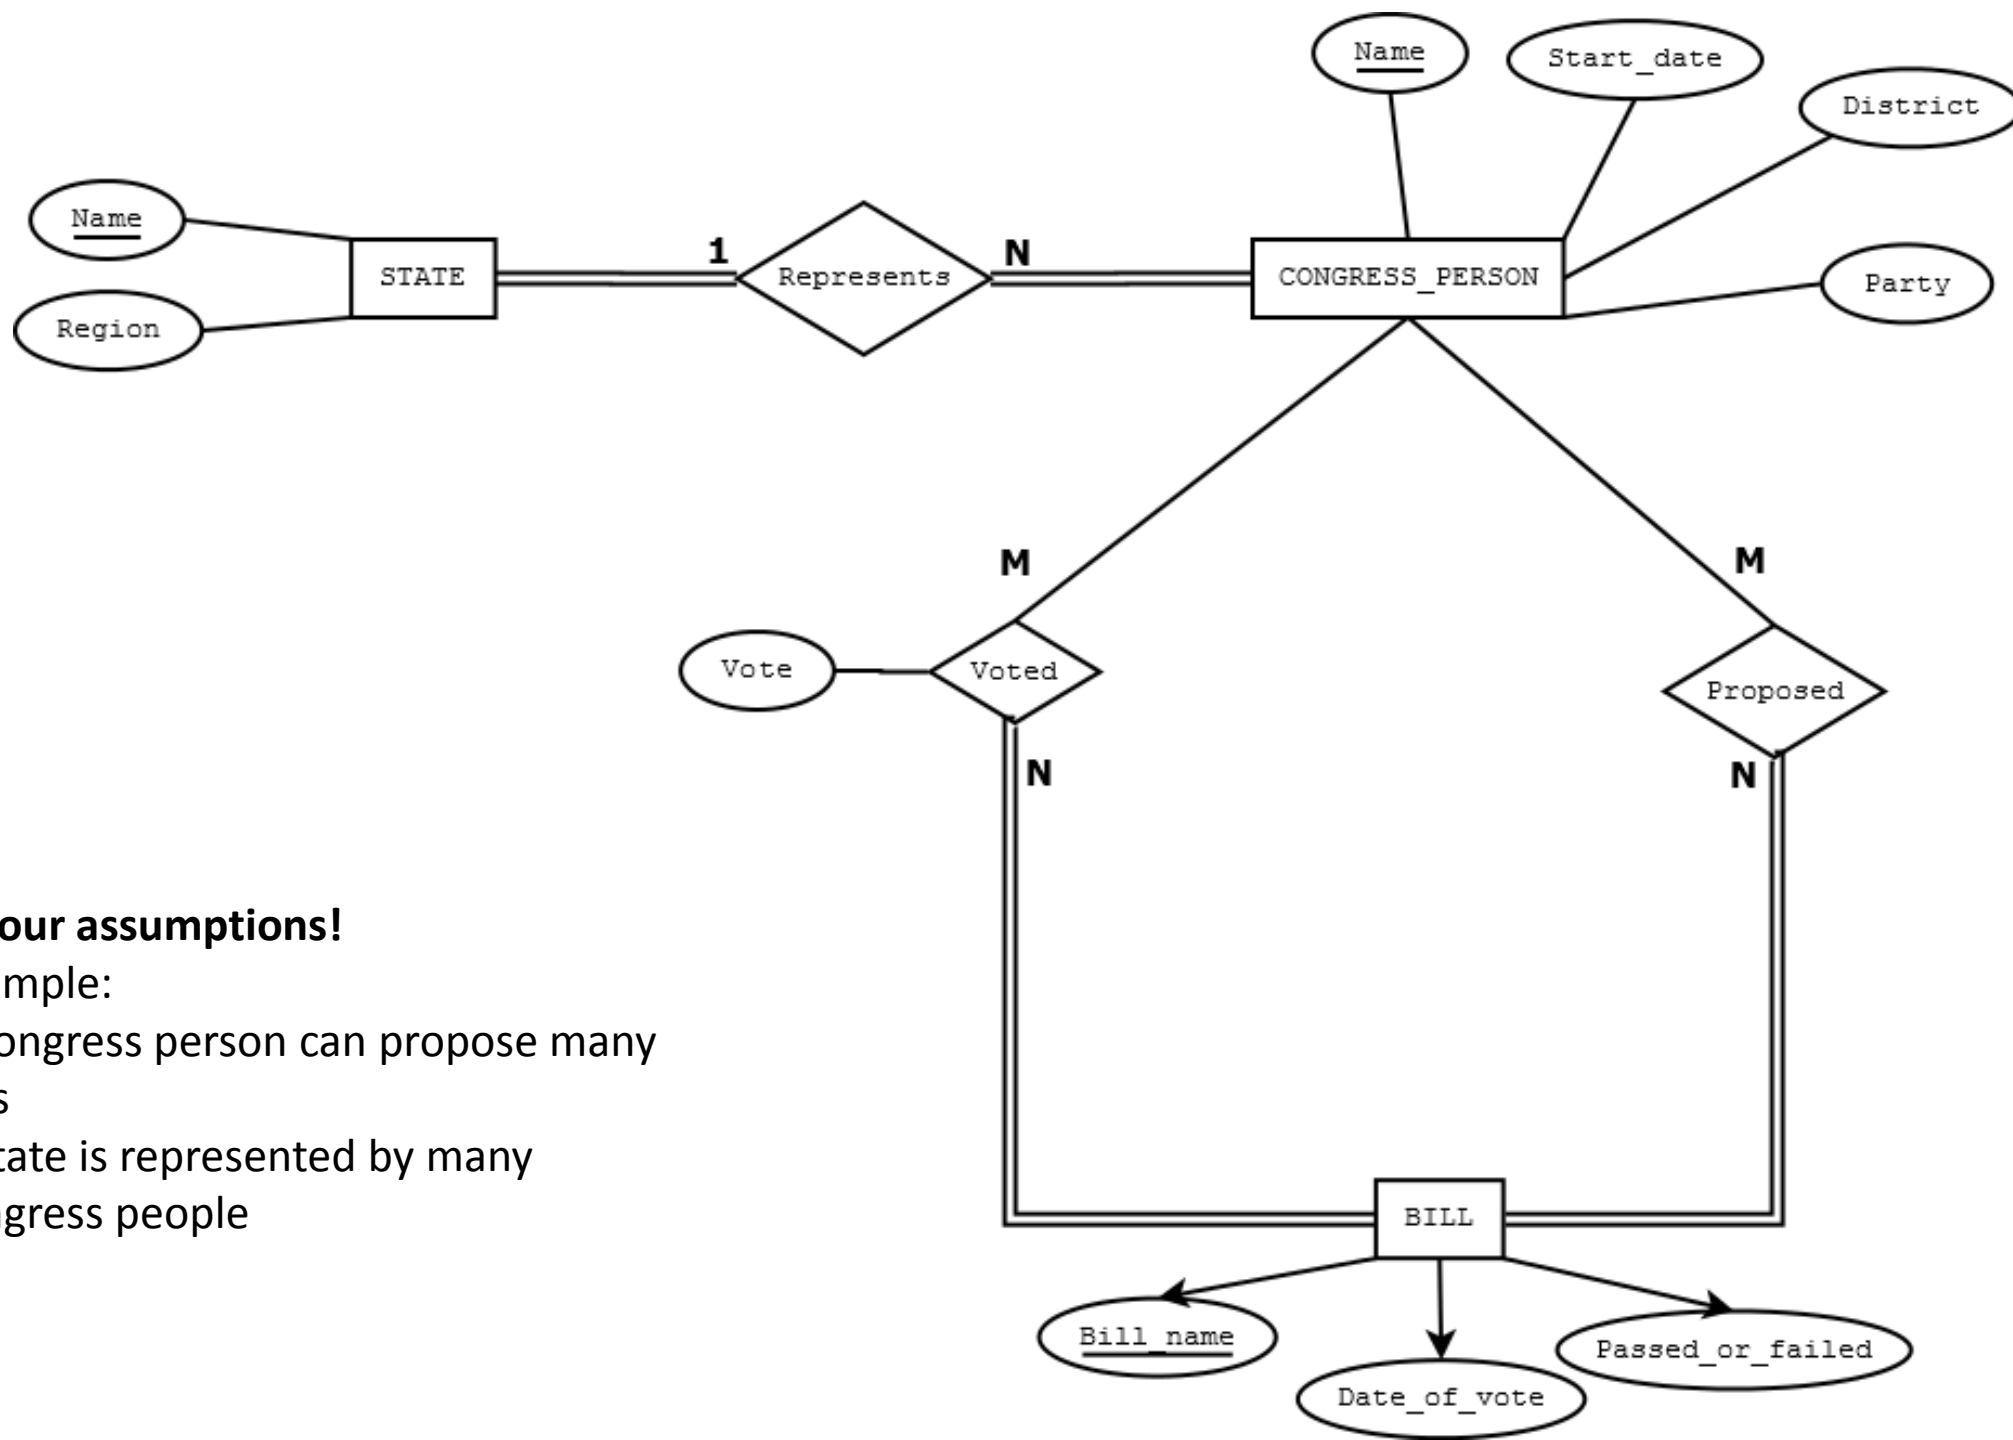 Name
Start_date
District
Name
STATE
1
Represents
N
CONGRESS_PERSON
Party
Region
M
M
Vote
Voted
Proposed
N
N
our assumptions!
mple:
ongress person can propose many
s
tate is represented by many
gress people
BILL
Bill_name
Passed_or_failed
Date_of_vote